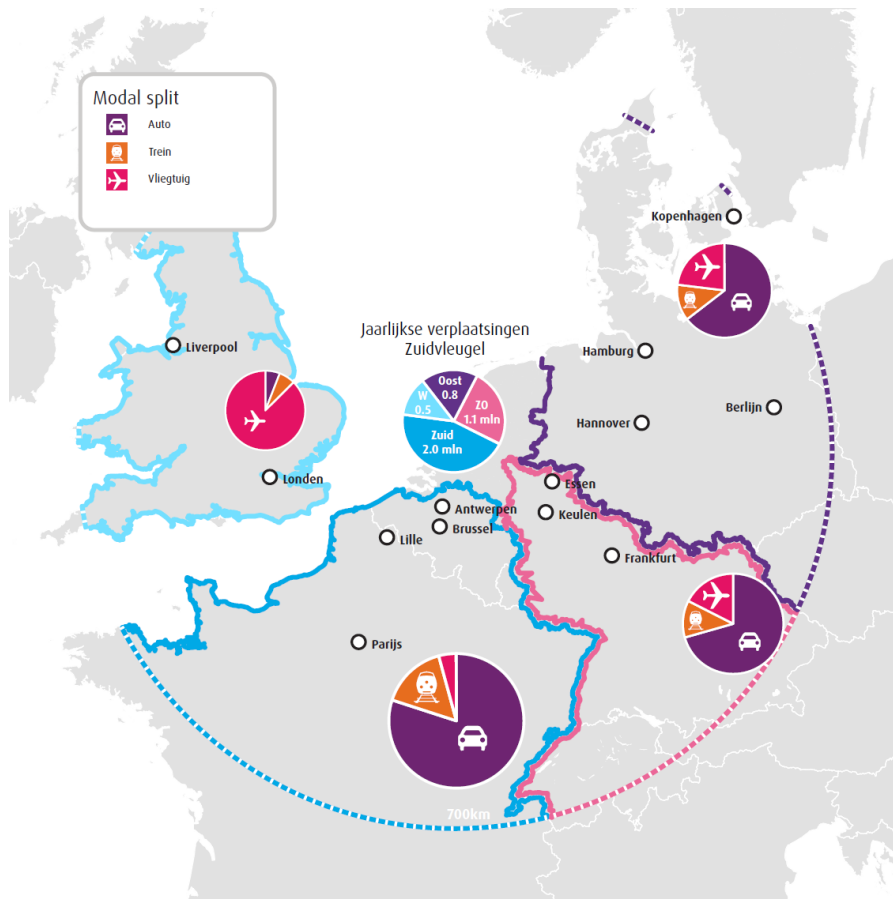 Modal split
Auto
Trein
Vliegtuig
Kopenhagen
Jaarlijkse verplaatsingen
Zuidvleugel
Liverpool
Hamburg
Oost
0.8
W
0.5
ZO
1.1 mln
Zuid
2.0 mln
Berlijn
Hannover
Londen
Essen
Antwerpen
Keulen
Brussel
Lille
Frankfurt
Parijs
700km